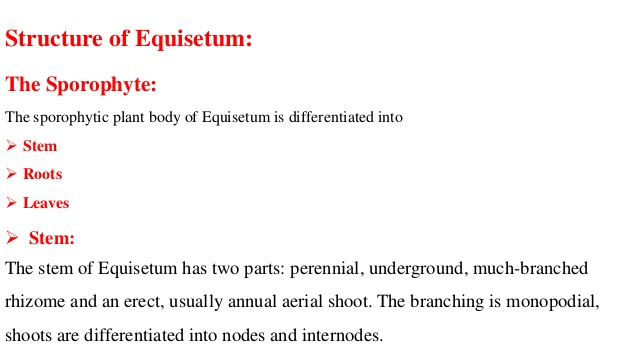 Structure of Equisetum:
The Sporophyte:
The sporophytic plant body of Equisetum is differentiated into
➢ Stem
➢ Roots
➢ Leaves
➢ Stem:
The stem of Equisetum has two parts: perennial, underground, much-branched
rhizome and an erect, usually annual aerial shoot. The branching is monopodial,
shoots are differentiated into nodes and internodes.